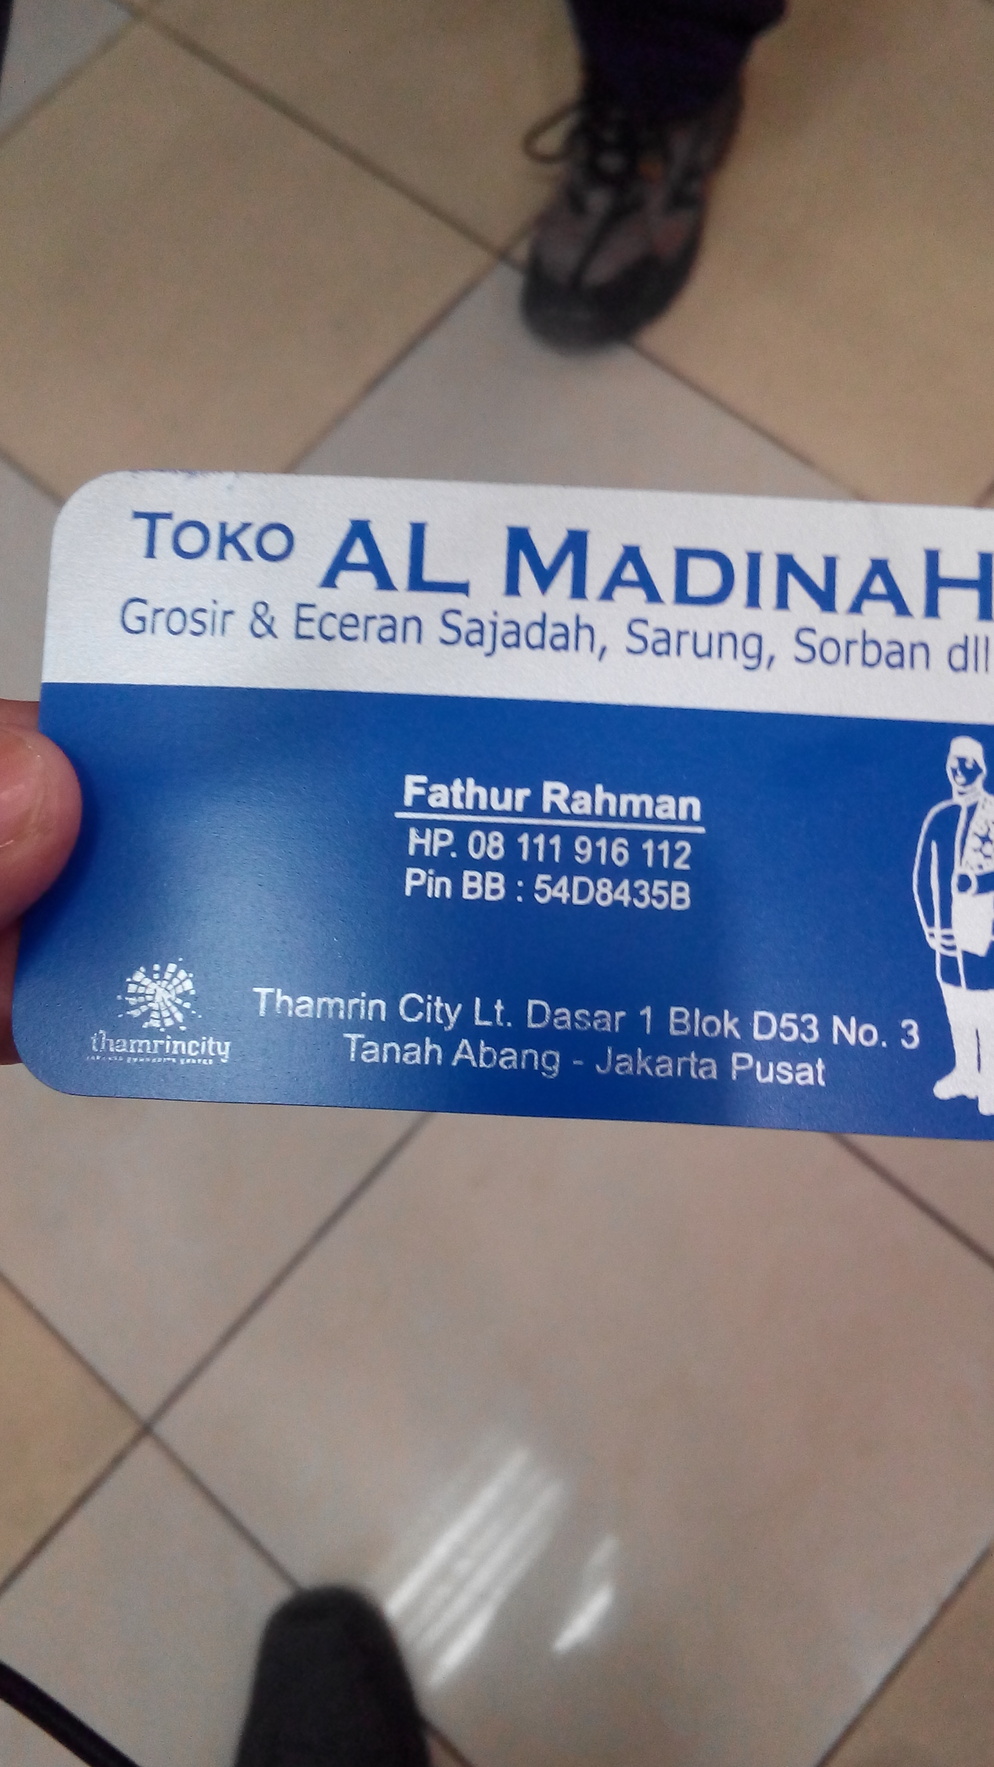 Toko AL MADINAH
Grosir & Eceran Sajadah, Sarung, Sorban dll
Fathur Rahman
HP. 08 111 916 112
Pin BB : 54D8435B
Thamrin City Lt. Dasar 1 Blok D53 No. 3
Tanah Abang - Jakarta Pusat
thamrincity